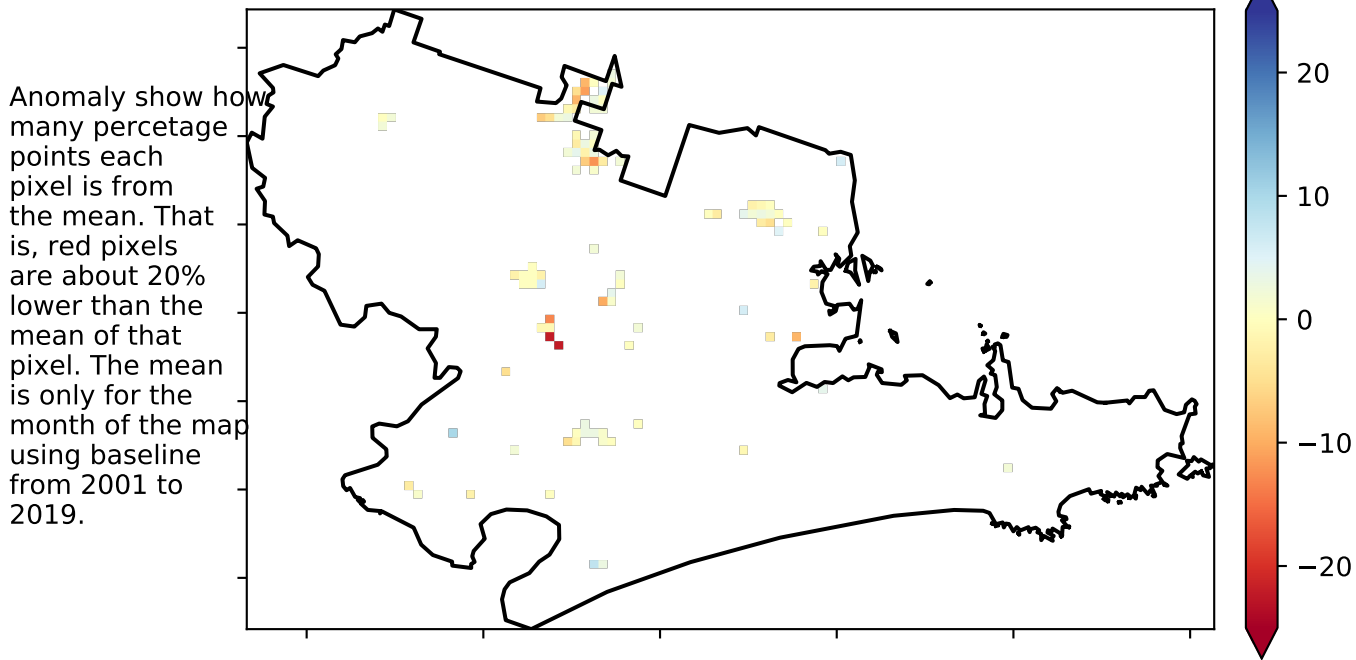 Anomaly show how
many percetage
points each
pixel is from
the mean. That
is, red pixels
are about 20%
lower than the
mean of that
pixel. The mean
is only for the
month of the map
using baseline
from 2001 to
2019.
20
10
0
−10
−20